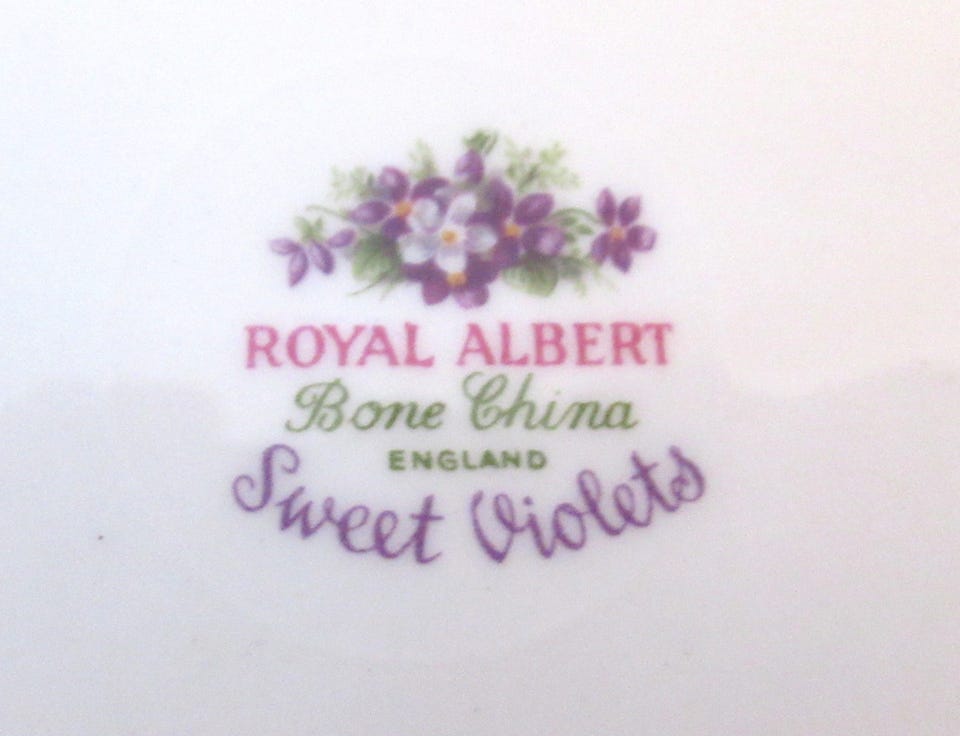 ROYAL ALBERT
Bone China
ENGLAND
Sweet Violets